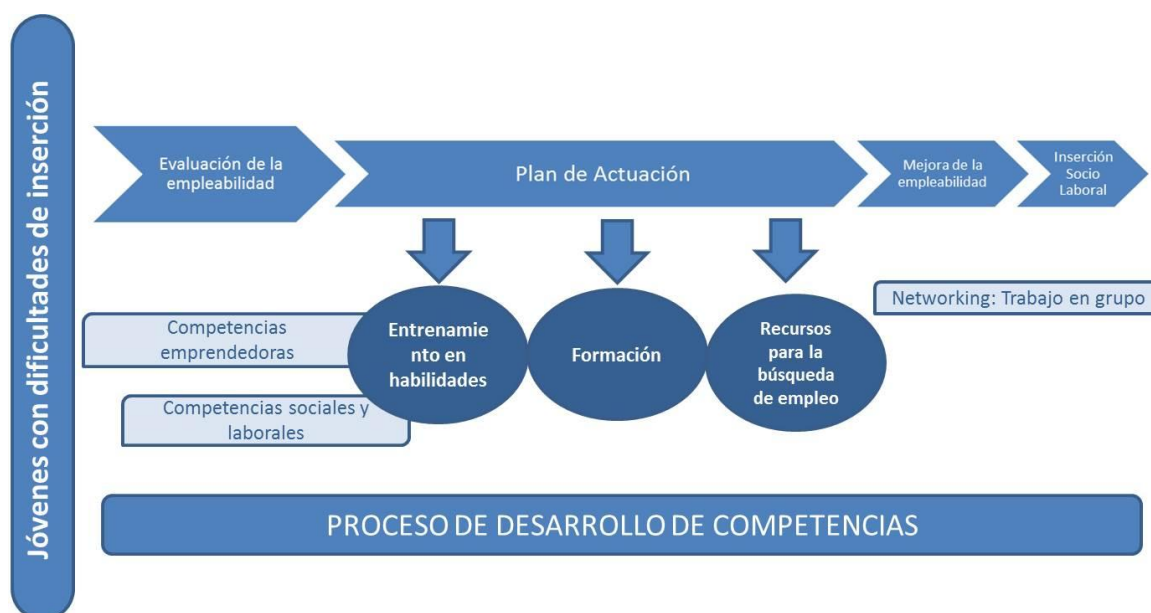 Jóvenes con dificultades de inserción
Evaluación de la
empleabilidad
Plan de Actuación
Mejora de la
empleabilidad
Inserción
Socio
Laboral
Competencias
emprendedoras
Competencias sociales y
laborales
Entrenamie
nto en
habilidades
Formación
Recursos
para la
búsqueda
de empleo
Networking: Trabajo en grupo
PROCESO DE DESARROLLO DE COMPETENCIAS